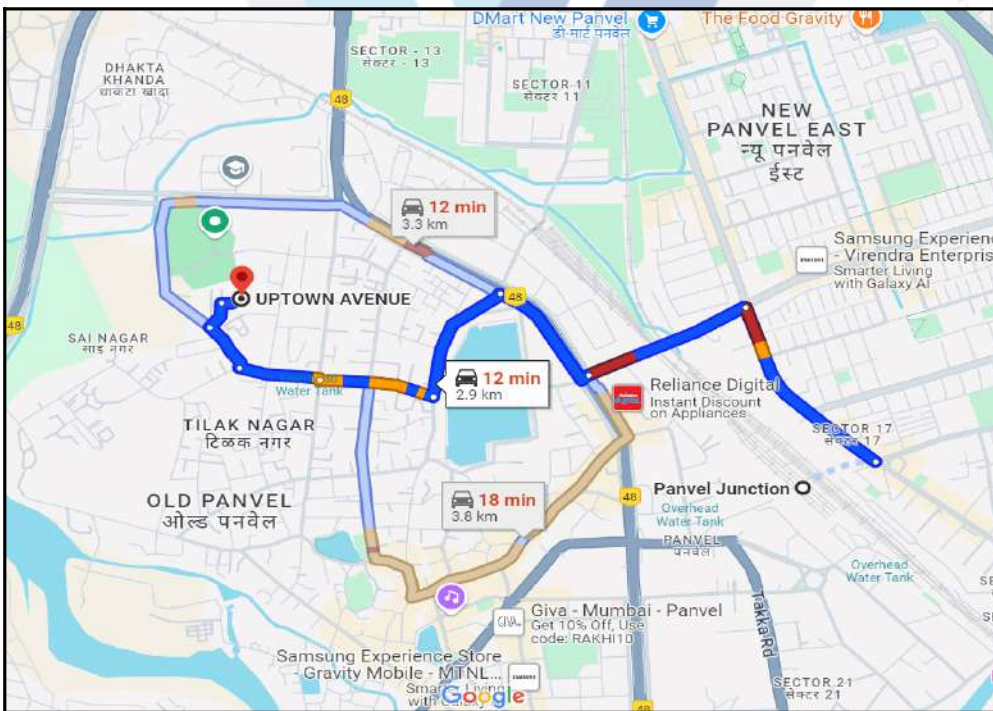 DMart New Panvel
डी-मार्ट पनवेल
The Food Gravity
SECTOR - 13
सेक्टर - 13
DHAKTA
KHANDA
धाकटा खांदा
48
SECTOR 11
सेक्टर 11
NEW
PANVEL EAST
न्यू पनवेल
ईस्ट
12 min
3.3 km
Samsung Experienc
- Virendra Enterpris
Smarter Living
with Galaxy AI
UPTOWN AVENUE
48
48
SAI NAGAR
साई नगर
12 min
2.9 km
Water Tank
Reliance Digital
Instant Discount
on Appliances
TILAK NAGAR
टिळक नगर
SECTOR 17
सेक्टर 17
OLD PANVEL
ओल्ड पनवेल
18 min
3.8 km
48
Panvel Junction
Overhead
Water Tank
PANVEL
पनवेल
Overhead
Water Tank
Giva - Mumbai - Panvel
Get 10% Off, Use
code: RAKHI10
GIVA
Takka Rd
Samsung Experience Store
- Gravity Mobile - MTNL...
Google
SECTOR 21
सेक्टर 21
48